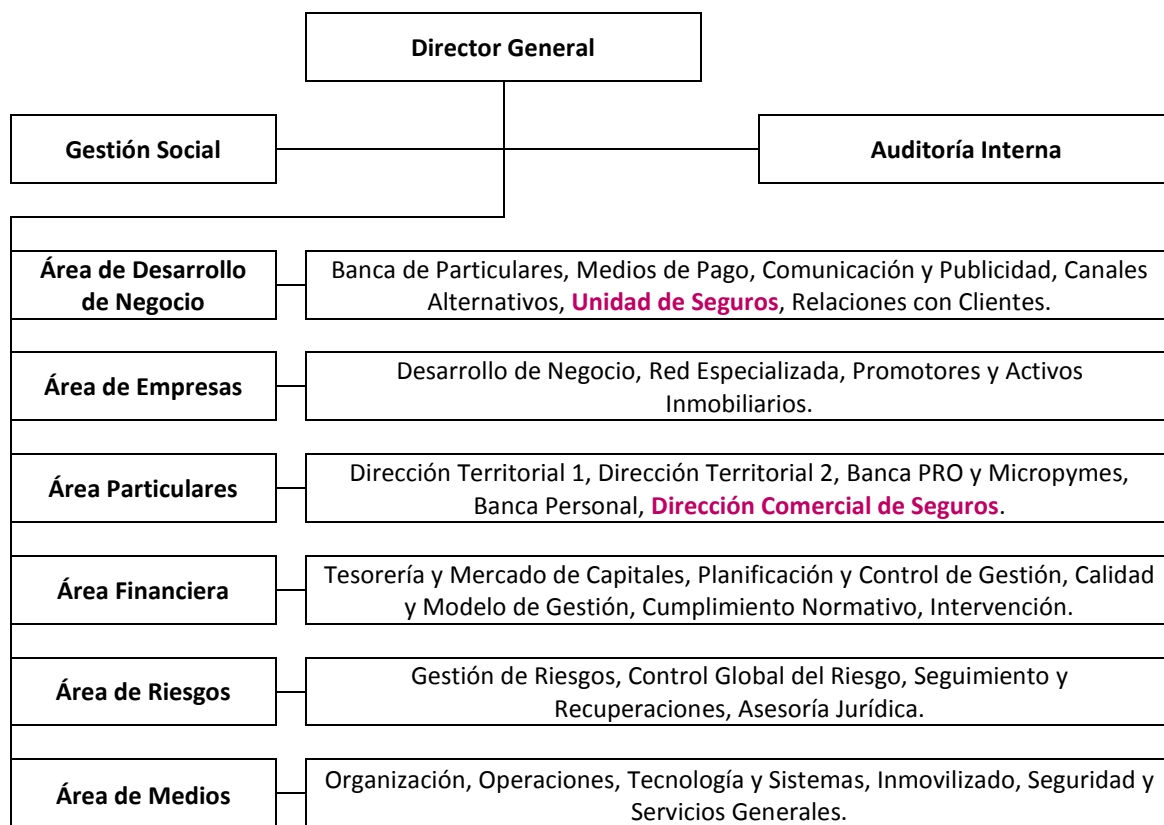 Director General
Gestión Social
Auditoría Interna
Área de Desarrollo
de Negocio
Banca de Particulares, Medios de Pago, Comunicación y Publicidad, Canales
Alternativos, Unidad de Seguros, Relaciones con Clientes.
Área de Empresas
Desarrollo de Negocio, Red Especializada, Promotores y Activos
Inmobiliarios.
Área Particulares
Dirección Territorial 1, Dirección Territorial 2, Banca PRO y Micropymes,
Banca Personal, Dirección Comercial de Seguros.
Área Financiera
Tesorería y Mercado de Capitales, Planificación y Control de Gestión, Calidad
y Modelo de Gestión, Cumplimiento Normativo, Intervención.
Área de Riesgos
Gestión de Riesgos, Control Global del Riesgo, Seguimiento y
Recuperaciones, Asesoría Jurídica.
Área de Medios
Organización, Operaciones, Tecnología y Sistemas, Inmovilizado, Seguridad y
Servicios Generales.